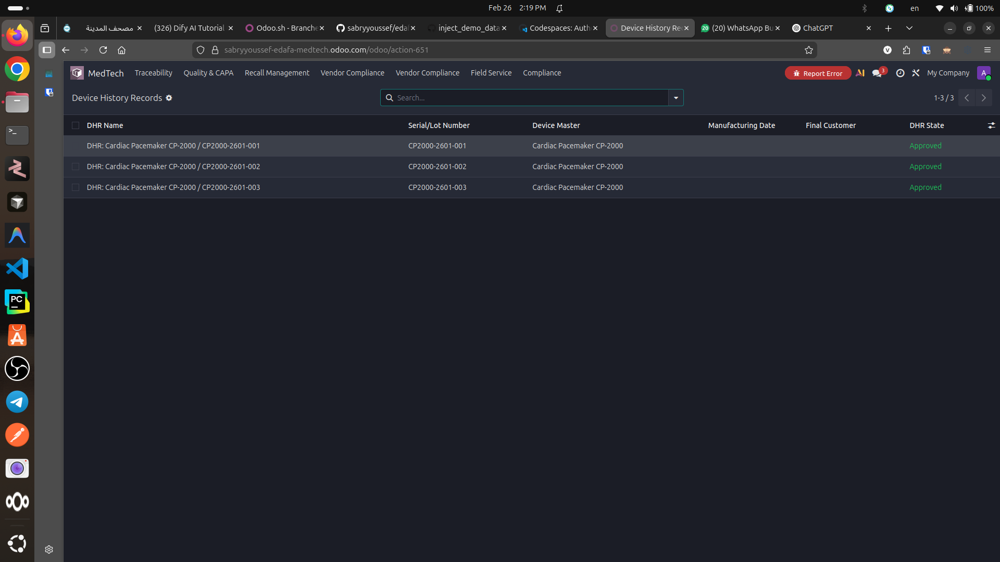 Feb 26 2:19 PM
en 100%
مصحف المدينة
(326) Dify AI Tutorial
Odoo.sh - Branche
sabryyoussef/edaf
inject_demo_data
Codespaces: Auth
Device History Re
20 (20) WhatsApp Bu
ChatGPT
sabryyoussef-edafa-medtech.odoo.com/odoo/action-651
MedTech Traceability Quality & CAPA Recall Management Vendor Compliance Vendor Compliance Field Service Compliance
Report Error AI 3 My Company A
Device History Records Search... 1-3 / 3
DHR Name Serial/Lot Number Device Master Manufacturing Date Final Customer DHR State
DHR: Cardiac Pacemaker CP-2000 / CP2000-2601-001 CP2000-2601-001 Cardiac Pacemaker CP-2000 Approved
DHR: Cardiac Pacemaker CP-2000 / CP2000-2601-002 CP2000-2601-002 Cardiac Pacemaker CP-2000 Approved
DHR: Cardiac Pacemaker CP-2000 / CP2000-2601-003 CP2000-2601-003 Cardiac Pacemaker CP-2000 Approved
>_
PC